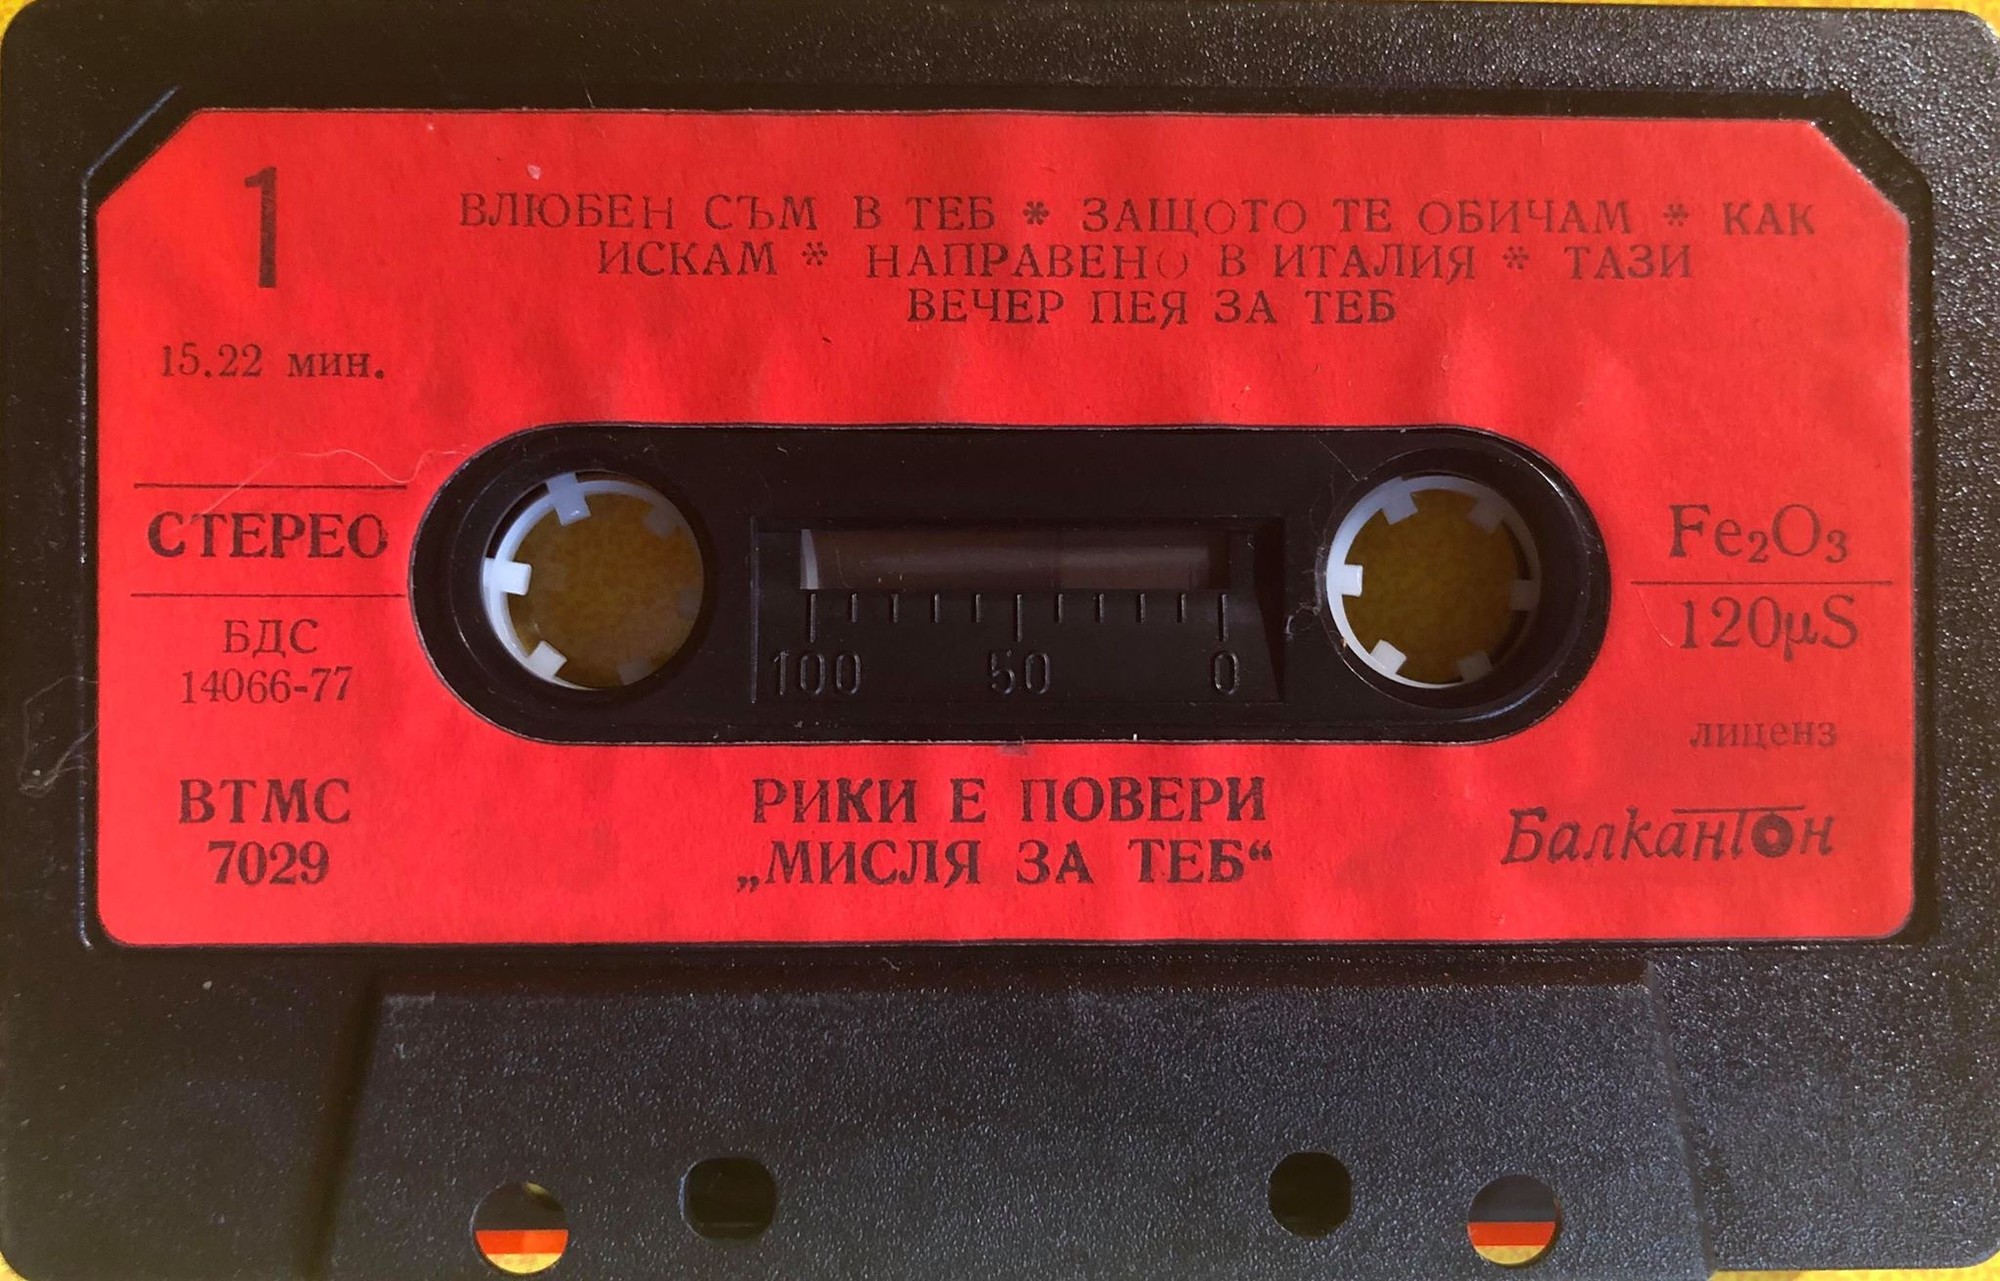 1
ВЛЮБЕН СЪМ В ТЕБ * ЗАЩОТО ТЕ ОБИЧАМ * КАК
ИСКАМ * НАПРАВЕНО В ИТАЛИЯ * ТАЗИ
ВЕЧЕР ПЕЯ ЗА ТЕБ
15.22 мин.
СТЕРЕО
БДС
14066-77
ВТМС
7029
100 50 0
Fe₂O₃
120µS
лиценз
Балкантон
РИКИ Е ПОВЕРИ
„МИСЛЯ ЗА ТЕБ“